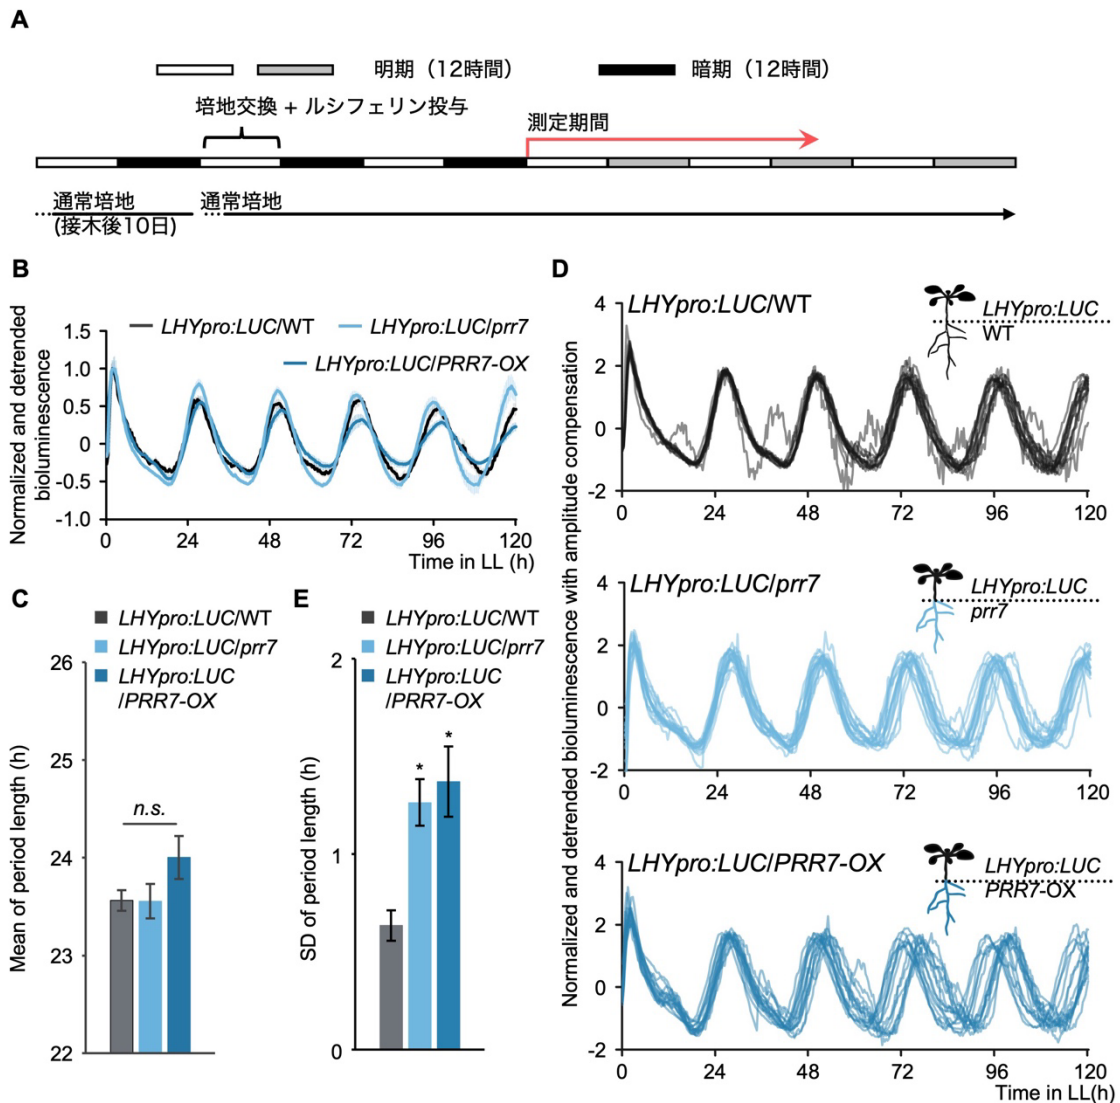 A
明期（12時間）
暗期（12時間）
培地交換 + ルシフェリン投与
測定期間
通常培地
(接木後10日)
通常培地
B
Normalized and detrended
bioluminescence
LHYpro:LUC/WT
LHYpro:LUC/prr7
LHYpro:LUC/PRR7-OX
1.5
1.0
0.5
0
-0.5
-1.0
0 24 48 72 96 120
Time in LL (h)
C
LHYpro:LUC/WT
LHYpro:LUC/prr7
LHYpro:LUC
/PRR7-OX
Mean of period length (h)
26
25
24
23
22
n.s.
E
LHYpro:LUC/WT
LHYpro:LUC/prr7
LHYpro:LUC
/PRR7-OX
SD of period length (h)
2
1
0
* *
D
Normalized and detrended bioluminescence with amplitude compensation
LHYpro:LUC/WT
LHYpro:LUC
WT
4
2
0
-2
0 24 48 72 96 120
LHYpro:LUC/prr7
LHYpro:LUC
prr7
4
2
0
-2
0 24 48 72 96 120
LHYpro:LUC/PRR7-OX
LHYpro:LUC
PRR7-OX
4
2
0
-2
0 24 48 72 96 120
Time in LL(h)